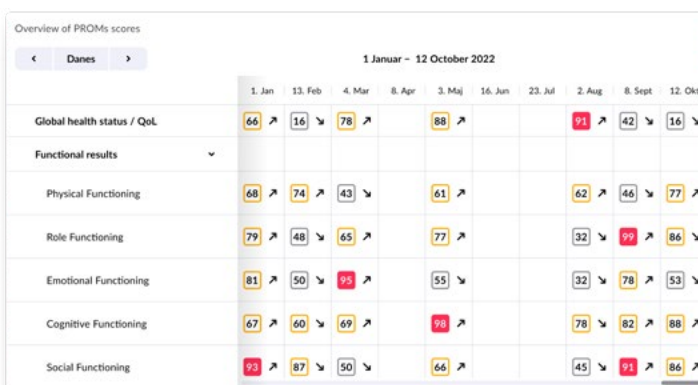 Overview of PROMs scores
Danes
1 Januar – 12 October 2022
1. Jan 13. Feb 4. Mar 8. Apr 3. Maj 16. Jun 23. Jul 2. Aug 8. Sept 12. Okt
Global health status / QoL 66 16 78 88 91 42 16
Functional results
Physical Functioning 68 74 43 61 62 46 77
Role Functioning 79 48 65 77 32 99 86
Emotional Functioning 81 50 95 55 32 78 53
Cognitive Functioning 67 60 69 98 78 82 88
Social Functioning 93 87 50 66 45 91 86